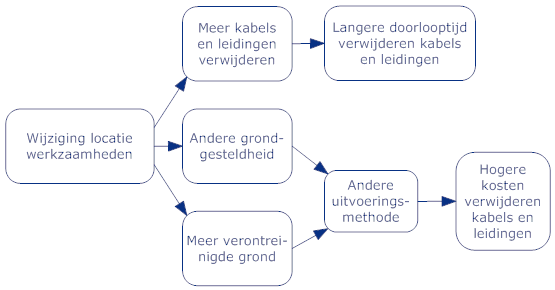 Meer kabels
en leidingen
verwijderen
Langere doorlooptijd
verwijderen kabels
en leidingen
Wijziging locatie
werkzaamheden
Andere grond-
gesteldheid
Meer verontrei-
nigde grond
Andere
uitvoerings-
methode
Hogere
kosten
verwijderen
kabels en
leidingen